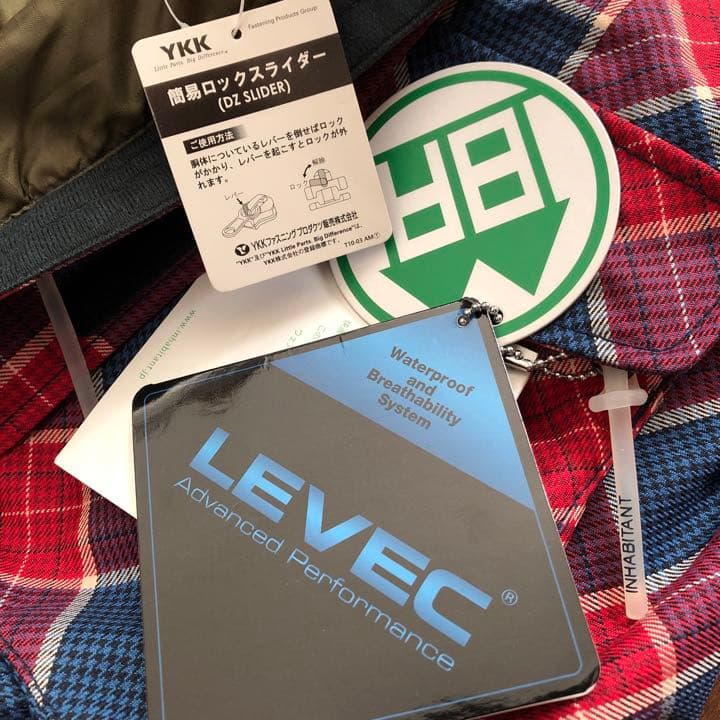 YKK
Little Parts. Big Difference.
Fastening Products Group
簡易ロックスライダー
(DZ SLIDER)
ご使用方法
胴体についているレバーを倒せばロック
がかかり、レバーを起こすとロックが外
れます。
レバー
解除
ロック
YKKファスニング プロダクツ販売株式会社
"YKK"及び"YKK Little Parts Big Difference"は、
YKK株式会社の登録商標です。
T10-03 AM①
www.inhabitant.jp
Waterproof
and
Breathability
System
LEVEC®
Advanced Performance
INHABITANT